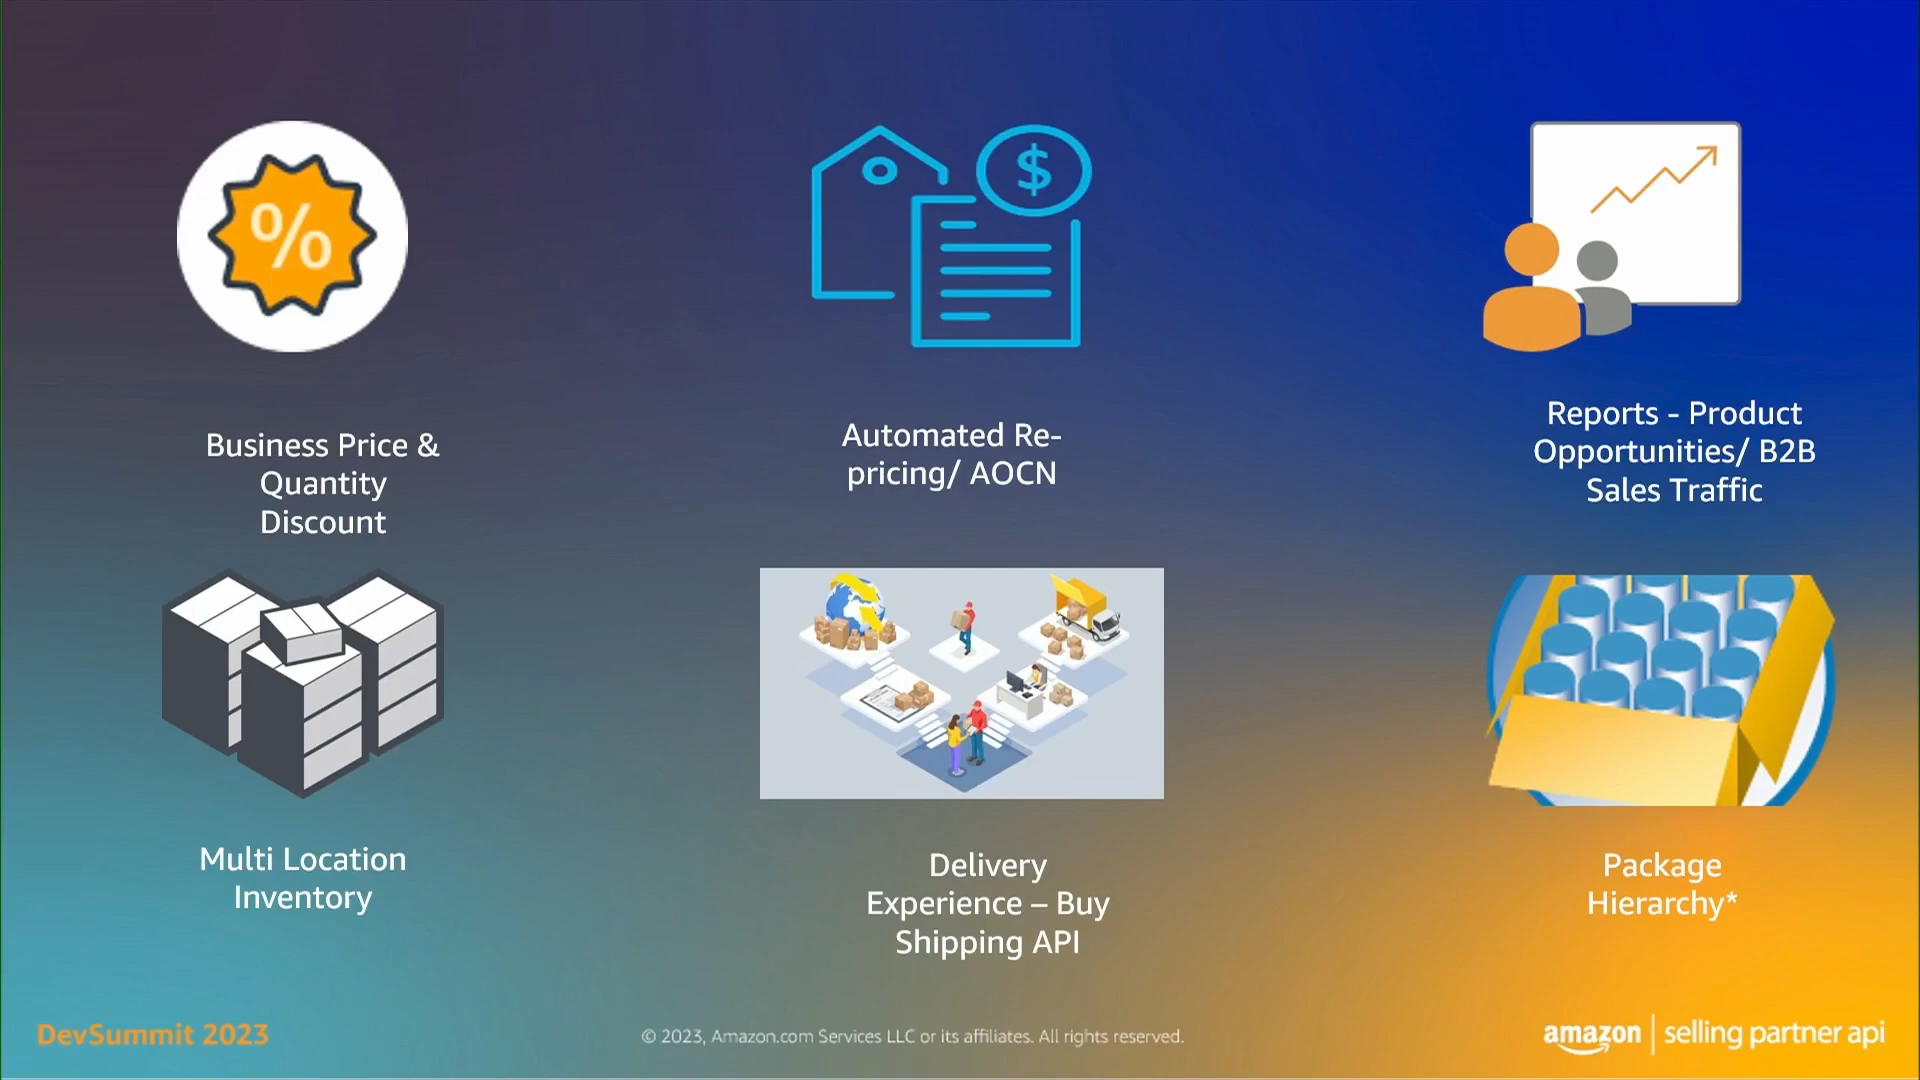 %
$
Business Price &
Quantity
Discount
Automated Re-
pricing/ AOCN
Reports - Product
Opportunities/ B2B
Sales Traffic
Multi Location
Inventory
Delivery
Experience – Buy
Shipping API
Package
Hierarchy*
DevSummit 2023
© 2023, Amazon.com Services LLC or its affiliates. All rights reserved.
amazon | selling partner api